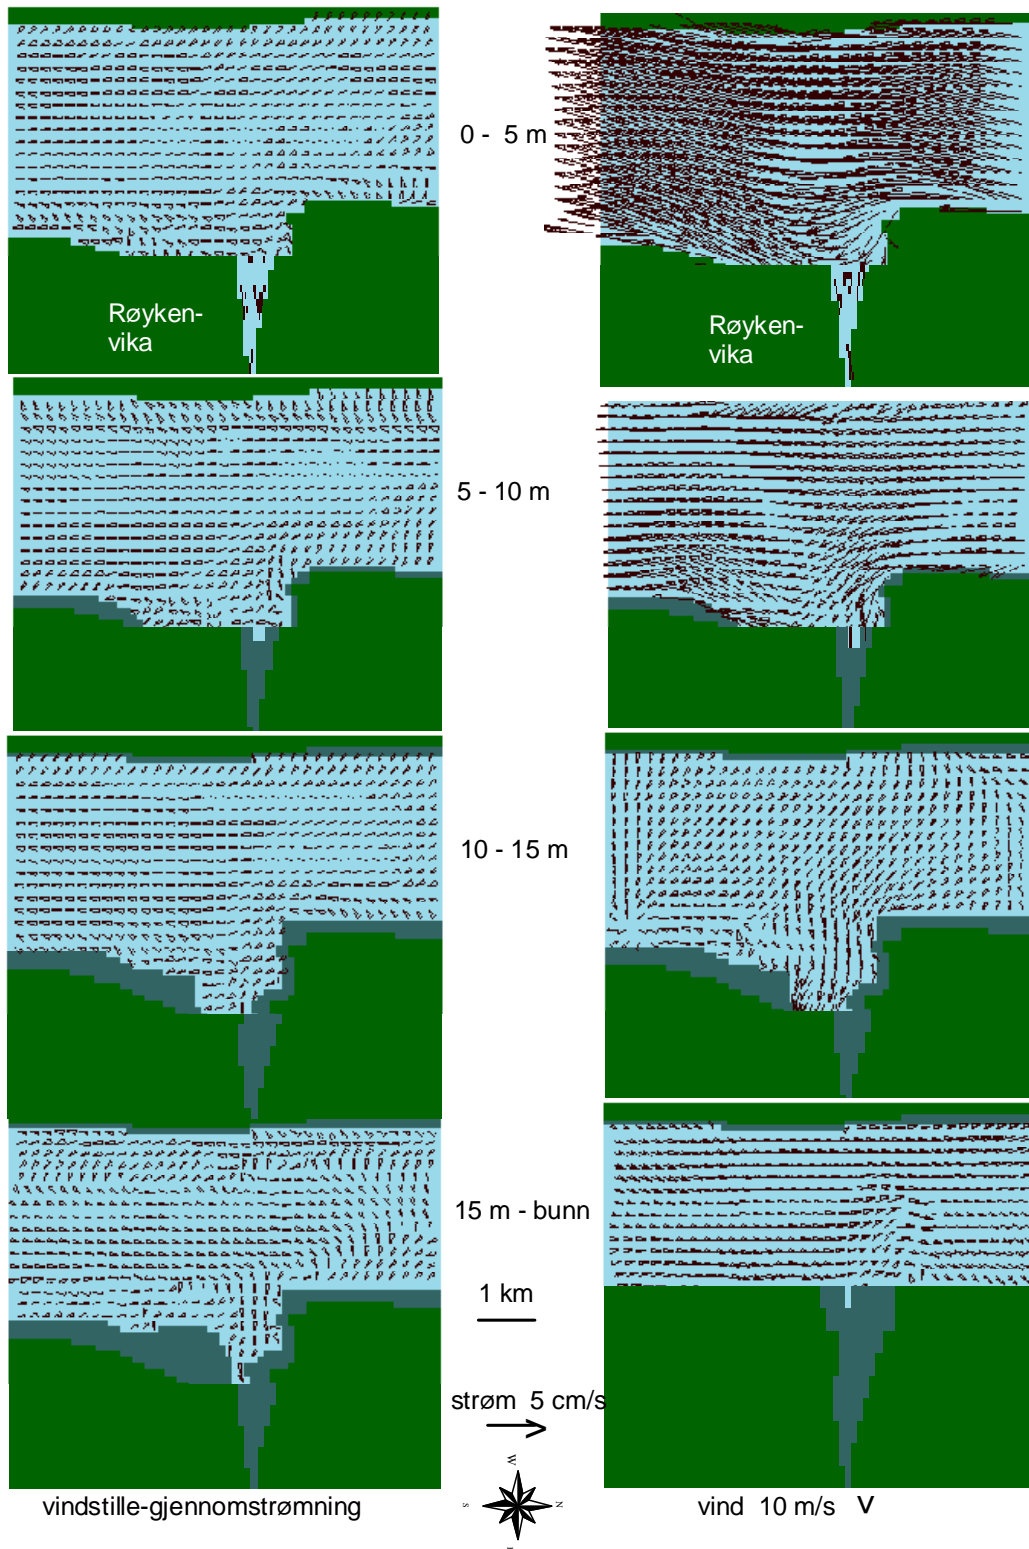 0 - 5 m
Røyken-
vika
Røyken-
vika
5 - 10 m
10 - 15 m
15 m - bunn
1 km
strøm 5 cm/s
W
S
N
vindstille-gjennomstrømning
vind 10 m/s V